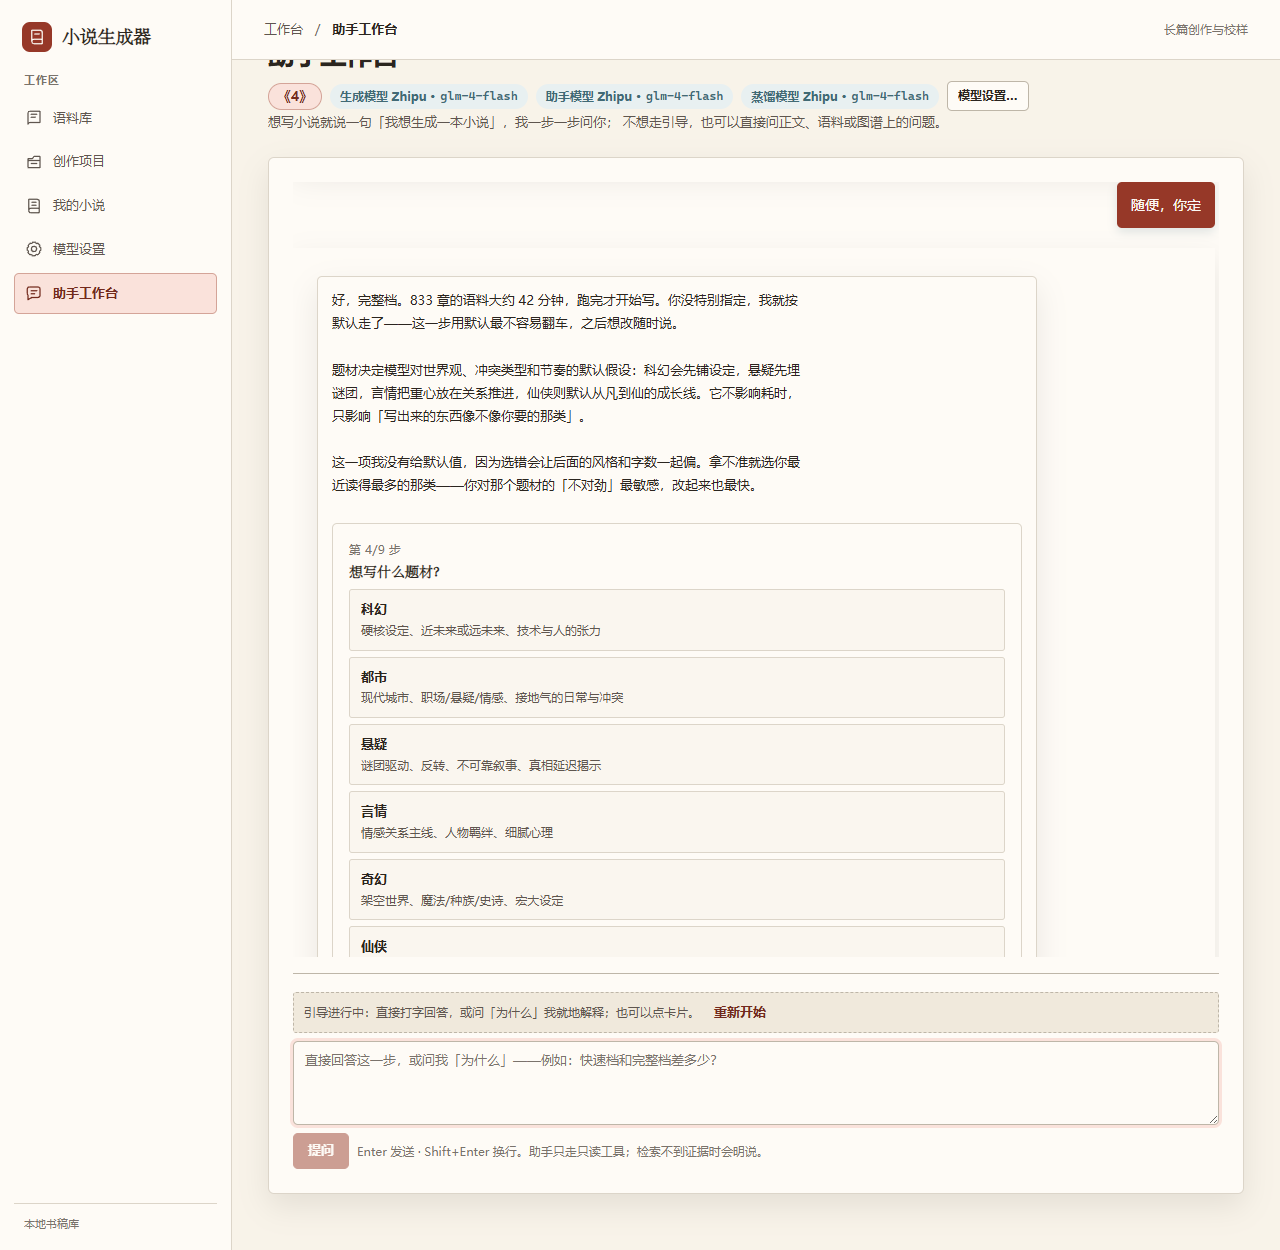 小说生成器
工作区
语料库
创作项目
我的小说
模型设置
助手工作台
本地书稿库
工作台 / 助手工作台
长篇创作与校样
助手工作台
《4》
生成模型 Zhipu · glm-4-flash
助手模型 Zhipu · glm-4-flash
蒸馏模型 Zhipu · glm-4-flash
模型设置...
想写小说就说一句「我想生成一本小说」，我一步一步问你； 不想走引导，也可以直接问正文、语料或图谱上的问题。
随便，你定
好，完整档。833 章的语料大约 42 分钟，跑完才开始写。你没特别指定，我就按
默认走了——这一步用默认最不容易翻车，之后想改随时说。
题材决定模型对世界观、冲突类型和节奏的默认假设：科幻会先铺设定，悬疑先埋
谜团，言情把重心放在关系推进，仙侠则默认从凡到仙的成长线。它不影响耗时，
只影响「写出来的东西像不像你要的那类」。
这一项我没有给默认值，因为选错会让后面的风格和字数一起偏。拿不准就选你最
近读得最多的那类——你对那个题材的「不对劲」最敏感，改起来也最快。
第 4/9 步
想写什么题材?
科幻
硬核设定、近未来或远未来、技术与人的张力
都市
现代城市、职场/悬疑/情感、接地气的日常与冲突
悬疑
谜团驱动、反转、不可靠叙事、真相延迟揭示
言情
情感关系主线、人物羁绊、细腻心理
奇幻
架空世界、魔法/种族/史诗、宏大设定
仙侠
引导进行中：直接打字回答，或问「为什么」我就地解释；也可以点卡片。 重新开始
直接回答这一步，或问我「为什么」——例如：快速档和完整档差多少?
提问
Enter 发送 · Shift+Enter 换行。助手只走只读工具；检索不到证据时会明说。